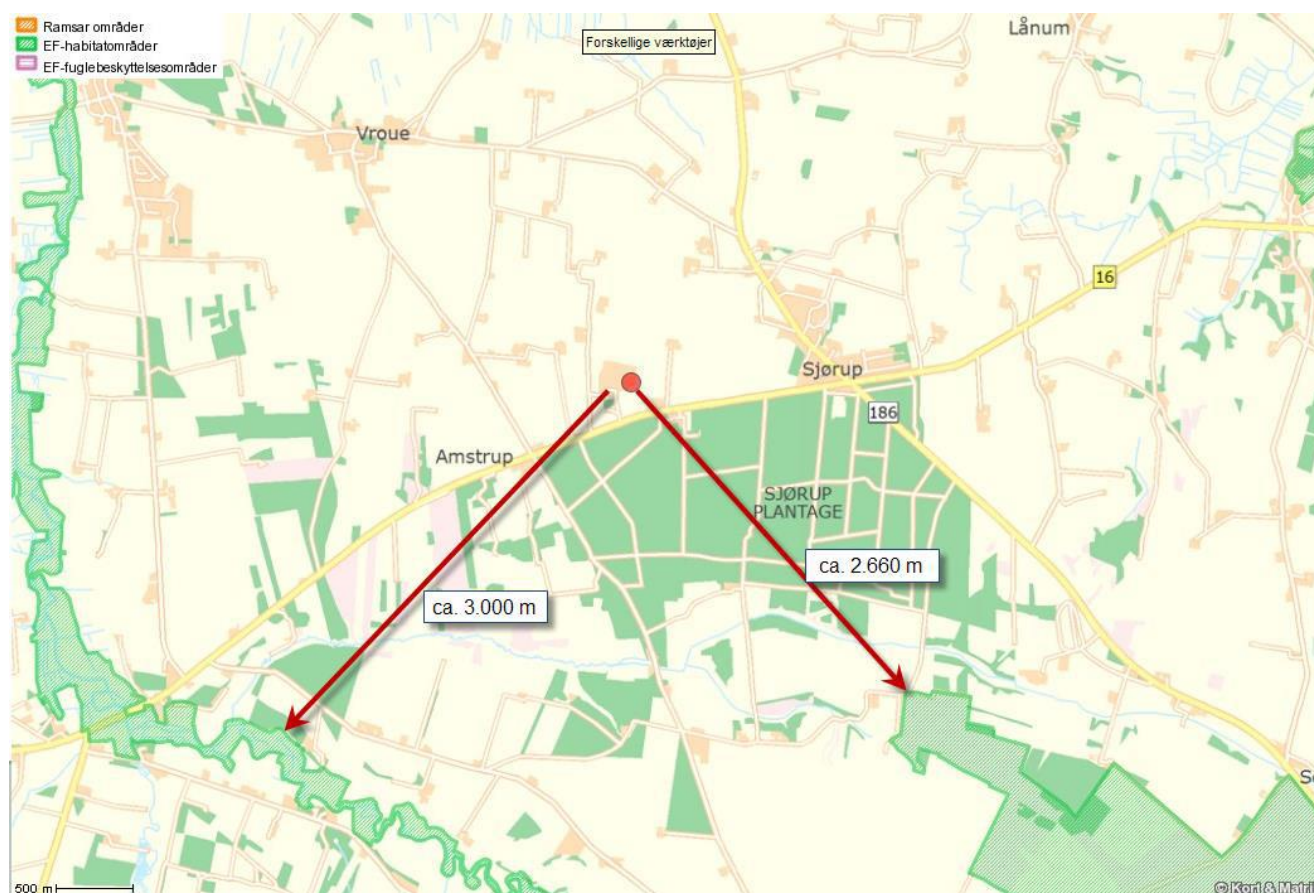 Ramsar områder
EF-habitatområder
EF-fuglebeskyttelsesområder
Forskellige værktøjer
Lånum
Vroue
16
Sjørup
186
Amstrup
SJØRUP
PLANTAGE
ca. 2.660 m
ca. 3.000 m
500 m
© Kort & Matri